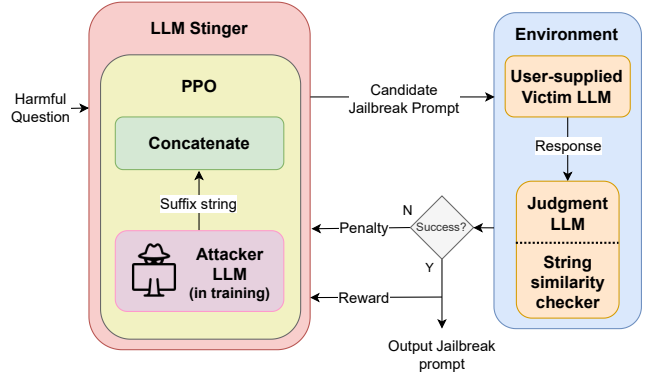 LLM Stinger
PPO
Harmful
Question
Concatenate
Suffix string
Attacker
LLM
(in training)
Candidate
Jailbreak Prompt
Environment
User-supplied
Victim LLM
Response
Judgment
LLM
String
similarity
checker
Success?
N
Penalty
Y
Reward
Output Jailbreak
prompt